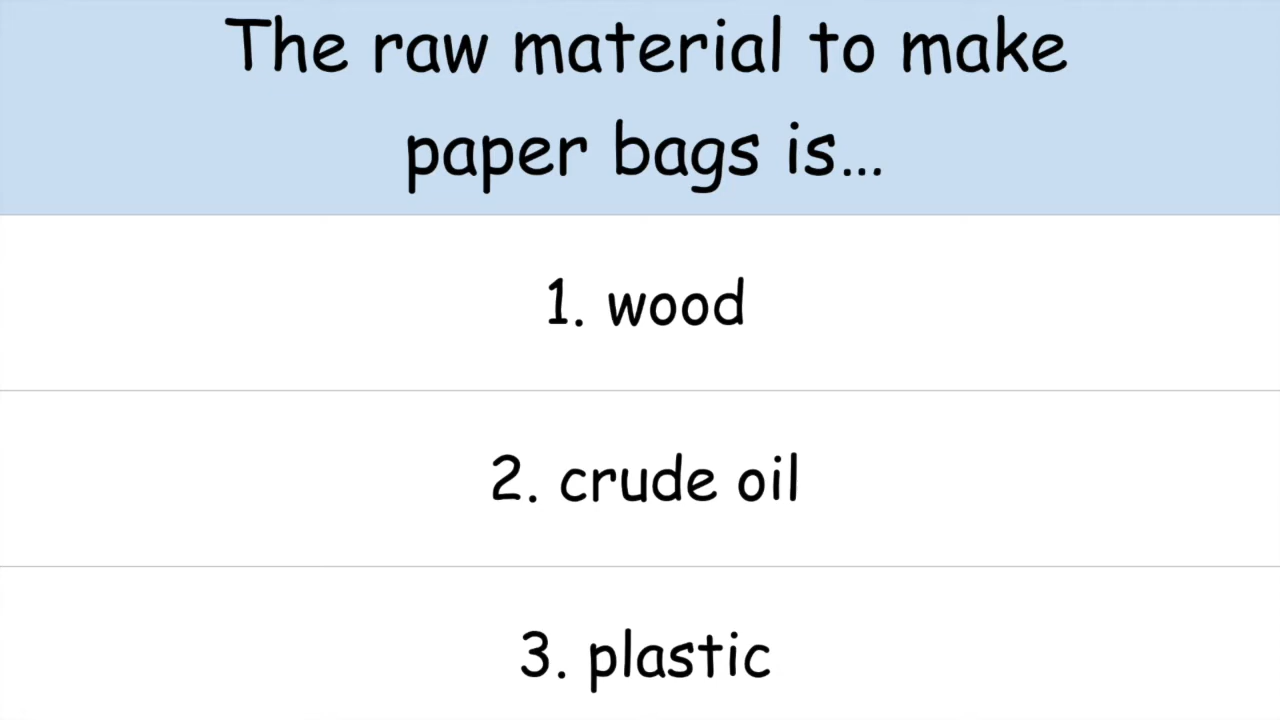 The raw material to make
paper bags is...
1. wood
2. crude oil
3. plastic